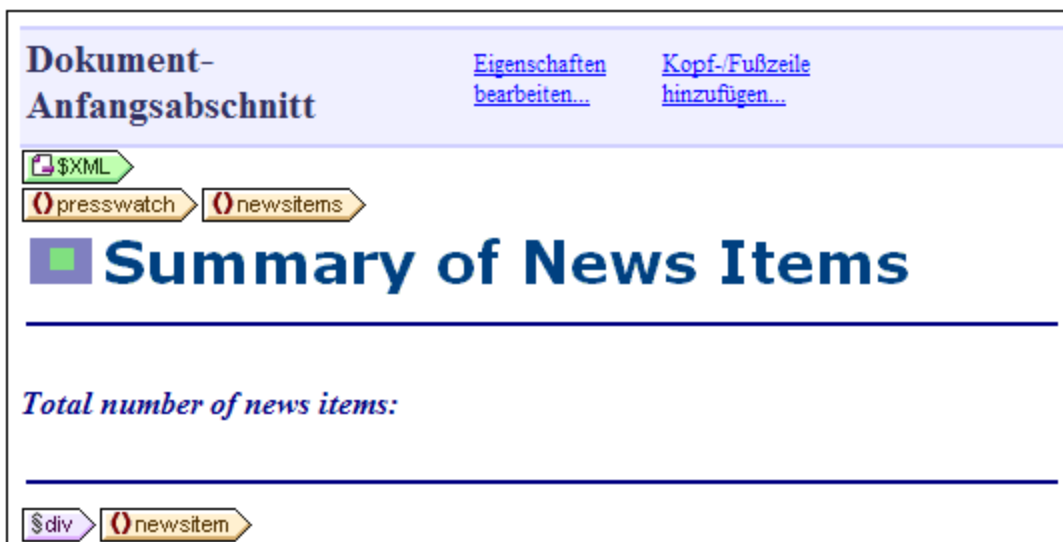 Dokument-
Anfangsabschnitt
Eigenschaften
bearbeiten...
Kopf-/Fußzeile
hinzufügen...
$XML
()presswatch ()newsitems
Summary of News Items
Total number of news items:
§div ()newsitem